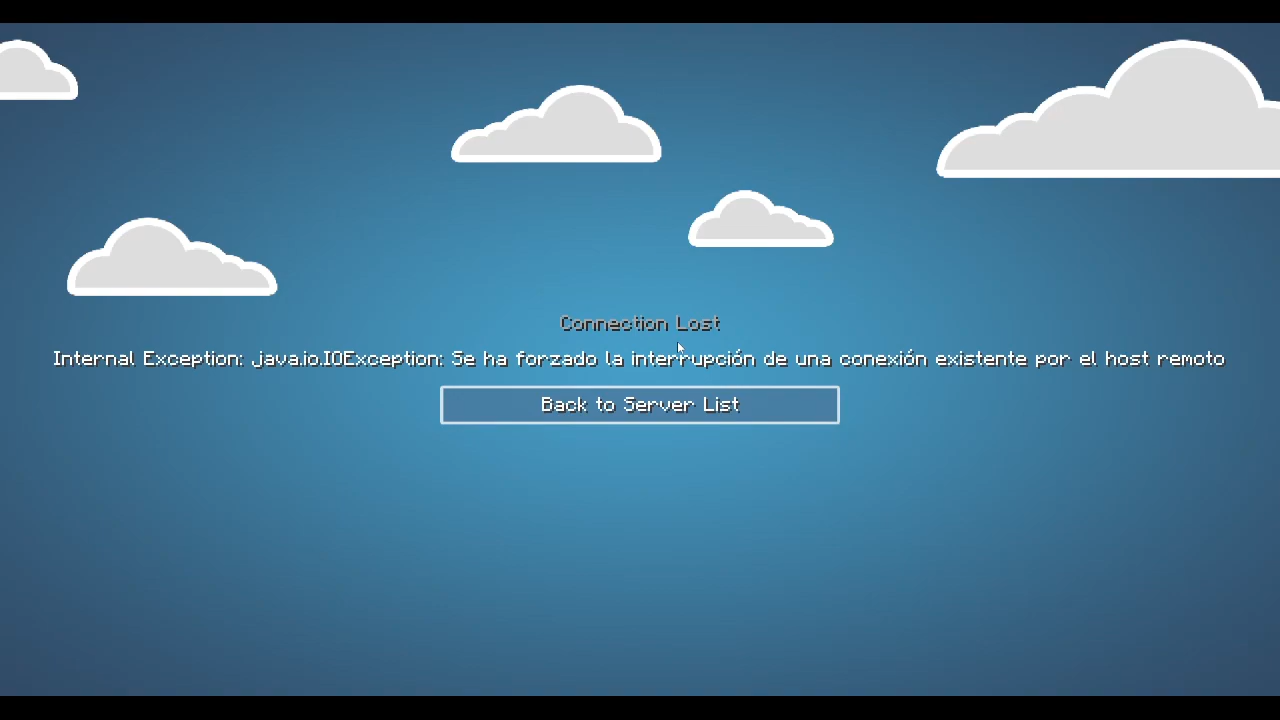 Connection Lost
Internal Exception: java.io.IOException: Se ha forzado la interrupción de una conexión existente por el host remoto
Back to Server List